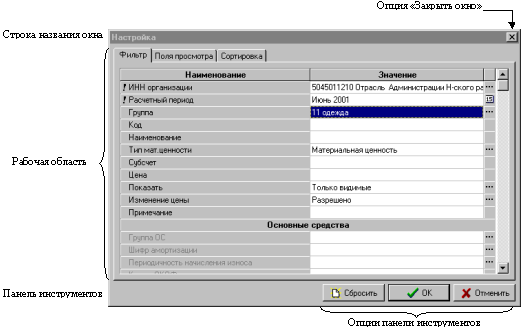 Опция «Закрыть окно»
Строка названия окна
Настройка
Фильтр Поля просмотра Сортировка
Наименование Значение
! ИНН организации 5045011210 Отрасль Администрации Н-ского ра ...
! Расчетный период Июнь 2001 15
Группа 11 одежда ...
Код
Наименование
Тип мат.ценности Материальная ценность ...
Субсчет
Цена
Рабочая область
Показать Только видимые ...
Изменение цены Разрешено ...
Примечание
Основные средства
Группа ОС ...
Шифр амортизации ...
Периодичность начисления износа ...
Панель инструментов
Сбросить OK Отменить
Опции панели инструментов